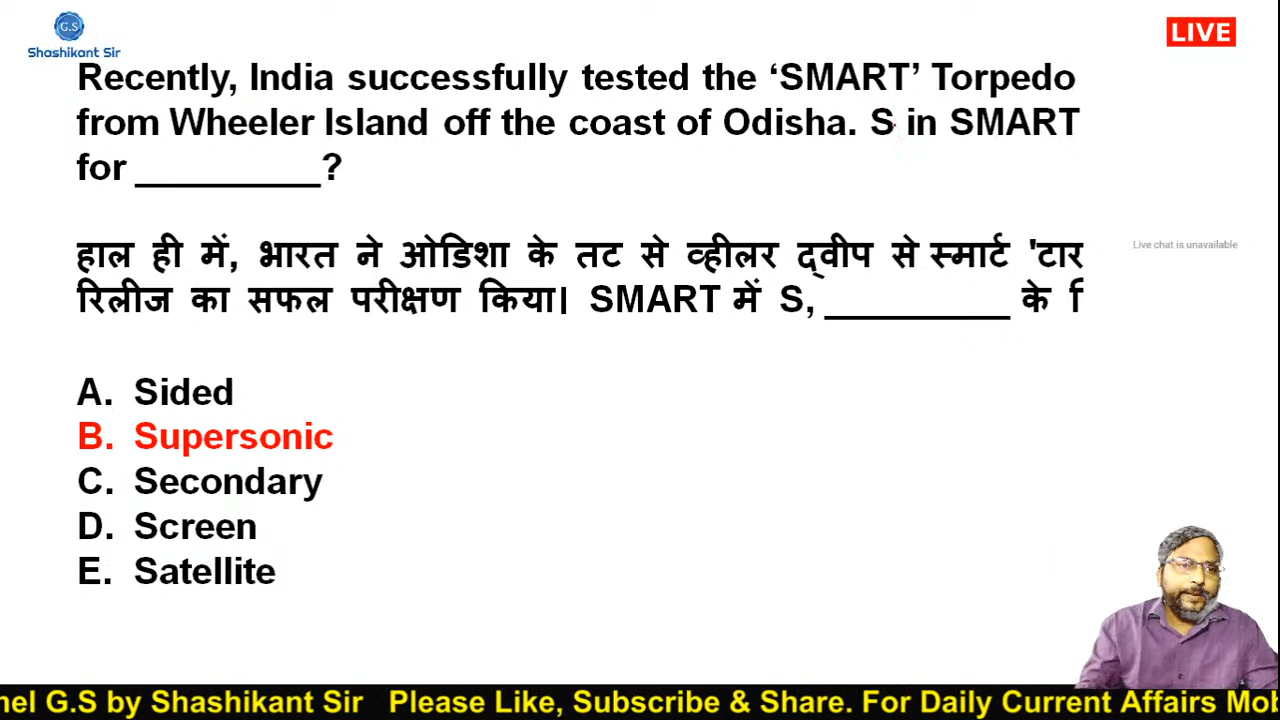 G.S
Shashikant Sir
LIVE
Recently, India successfully tested the ‘SMART’ Torpedo
from Wheeler Island off the coast of Odisha. S in SMART
for _________?
हाल ही में, भारत ने ओडिशा के तट से व्हीलर द्वीप से स्मार्ट 'टार
रिलीज का सफल परीक्षण किया। SMART में S, _________ के
Live chat is unavailable
A. Sided
B. Supersonic
C. Secondary
D. Screen
E. Satellite
nel G.S by Shashikant Sir Please Like, Subscribe & Share. For Daily Current Affairs Mob